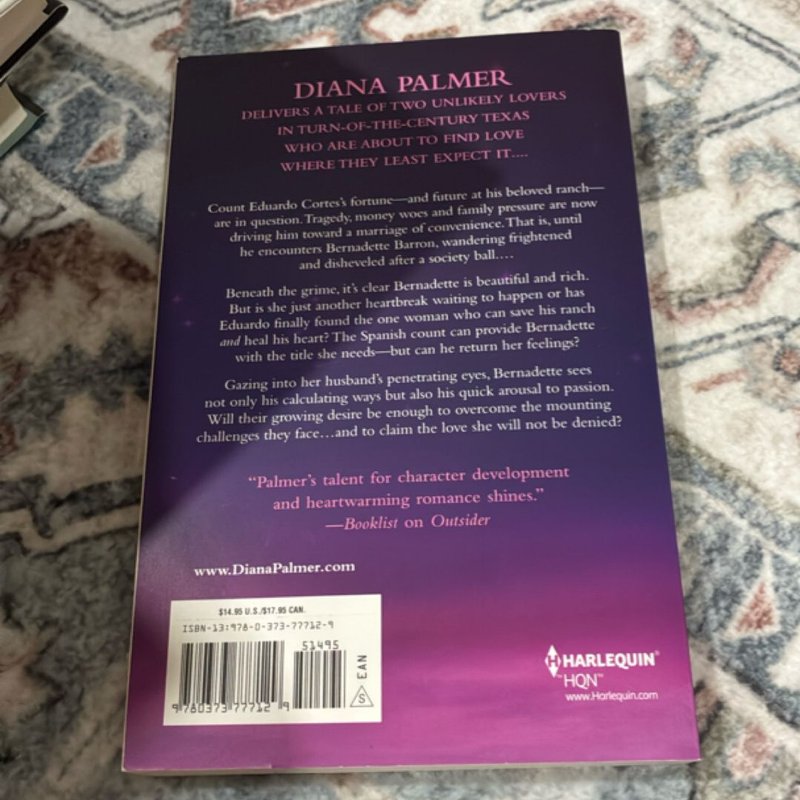 DIANA PALMER
DELIVERS A TALE OF TWO UNLIKELY LOVERS
IN TURN-OF-THE-CENTURY TEXAS
WHO ARE ABOUT TO FIND LOVE
WHERE THEY LEAST EXPECT IT....
Count Eduardo Cortes's fortune—and future at his beloved ranch—
are in question. Tragedy, money woes and family pressure are now
driving him toward a marriage of convenience. That is, until
he encounters Bernadette Barron, wandering frightened
and disheveled after a society ball....
Beneath the grime, it's clear Bernadette is beautiful and rich.
But is she just another heartbreak waiting to happen or has
Eduardo finally found the one woman who can save his ranch
and heal his heart? The Spanish count can provide Bernadette
with the title she needs—but can he return her feelings?
Gazing into her husband's penetrating eyes, Bernadette sees
not only his calculating ways but also his quick arousal to passion.
Will their growing desire be enough to overcome the mounting
challenges they face…and to claim the love she will not be denied?
"Palmer's talent for character development
and heartwarming romance shines."
—Booklist on Outsider
www.DianaPalmer.com
$14.95 U.S./$17.95 CAN.
ISBN-13:978-0-373-77712-9
51495
EAN
S
9 780373 77712 9
HARLEQUIN®
™HQN™
www.Harlequin.com